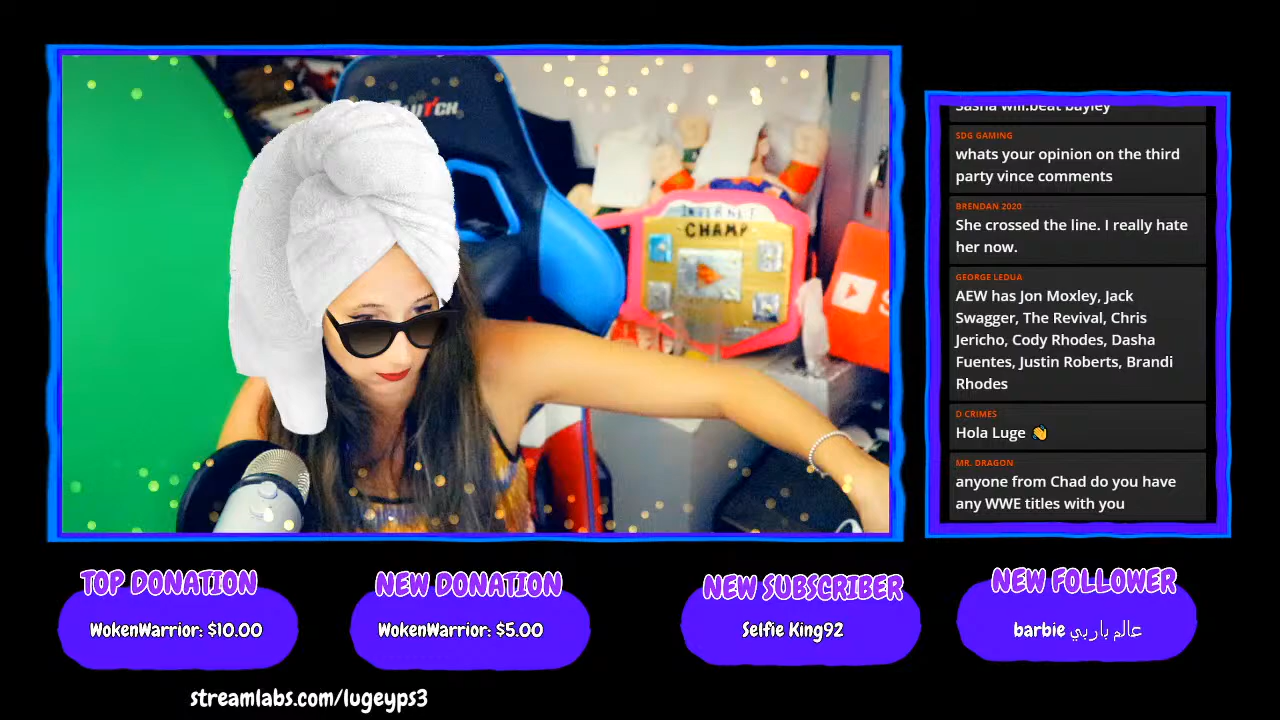 CLUTCH
INTERNET
CHAMP
S
Sasha will.beat bayley
SDG GAMING
whats your opinion on the third
party vince comments
BRENDAN 2020
She crossed the line. I really hate
her now.
GEORGE LEDUA
AEW has Jon Moxley, Jack
Swagger, The Revival, Chris
Jericho, Cody Rhodes, Dasha
Fuentes, Justin Roberts, Brandi
Rhodes
D CRIMES
Hola Luge 👋
MR. DRAGON
anyone from Chad do you have
any WWE titles with you
TOP DONATION
WokenWarrior: $10.00
NEW DONATION
WokenWarrior: $5.00
NEW SUBSCRIBER
Selfie King92
NEW FOLLOWER
barbie عالم باربي
streamlabs.com/lugeyps3